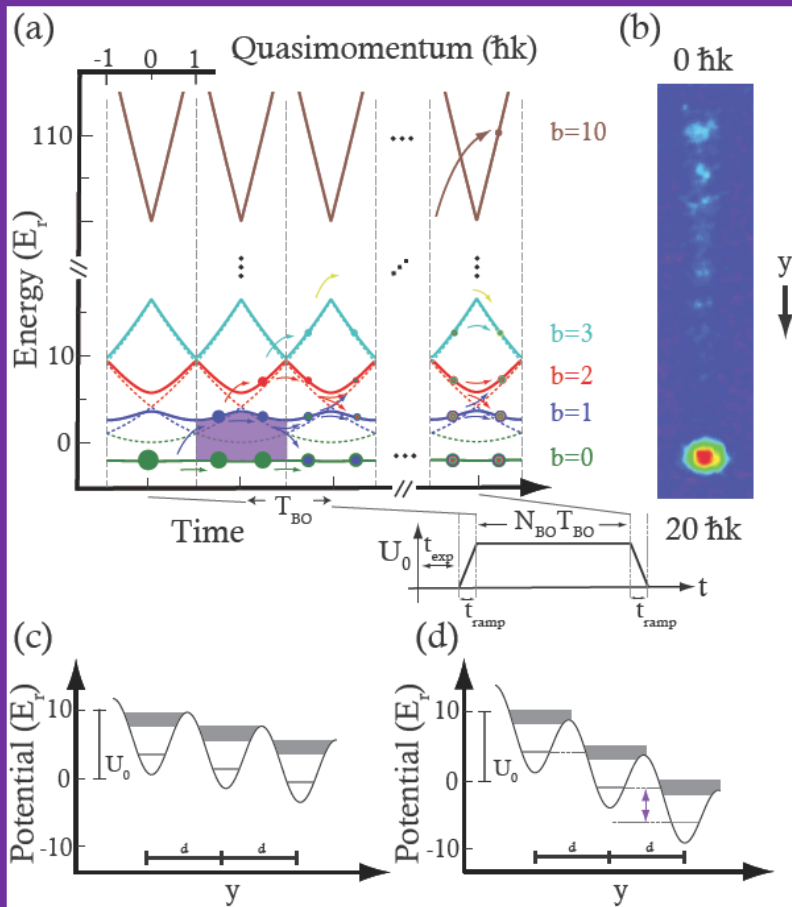 (a)
Quasimomentum (ħk)
-1 0 1
Energy (E_r)
110
10
0
b=10
b=3
b=2
b=1
b=0
T_BO
Time
N_BO T_BO
U_0
t_exp
t
t_ramp
t_ramp
(b)
0 ħk
y
20 ħk
(c)
Potential (E_r)
10
0
-10
U_0
d d
y
(d)
Potential (E_r)
10
0
-10
U_0
d d
y